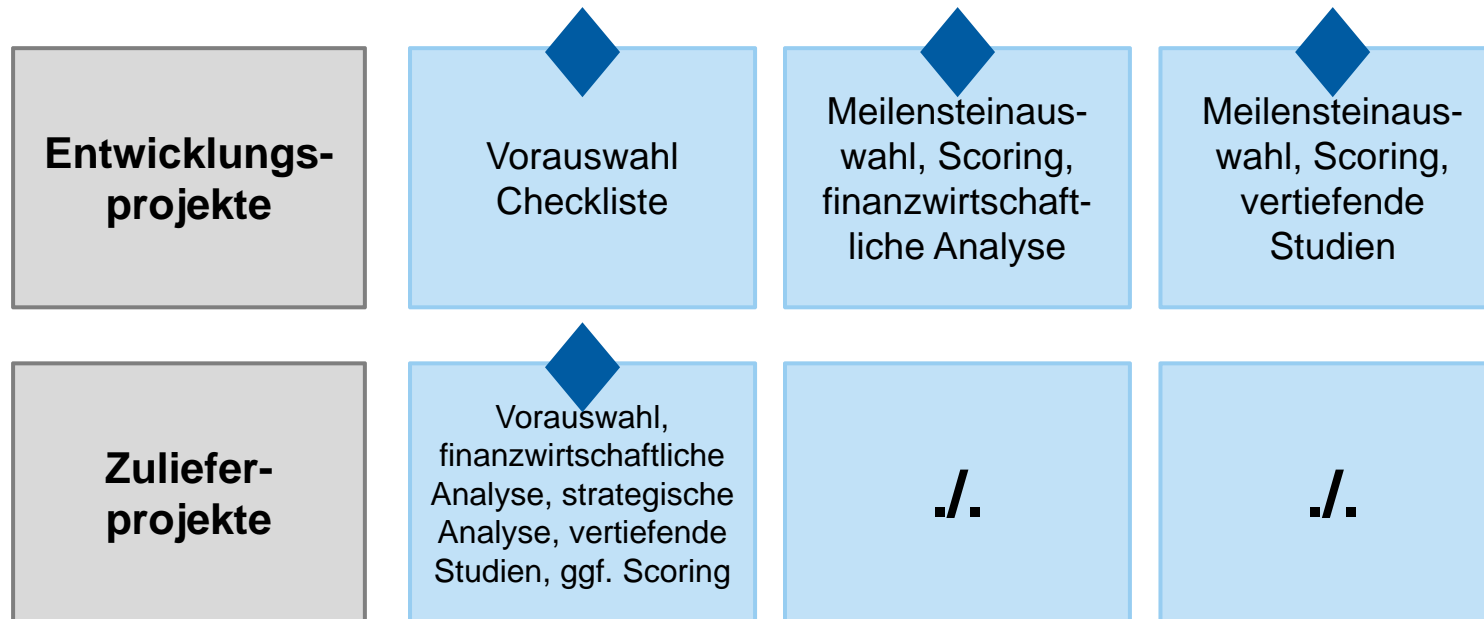 Entwicklungs-
projekte
Vorauswahl
Checkliste
Meilensteinaus-
wahl, Scoring,
finanzwirtschaft-
liche Analyse
Meilensteinaus-
wahl, Scoring,
vertiefende
Studien
Zuliefer-
projekte
Vorauswahl,
finanzwirtschaftliche
Analyse, strategische
Analyse, vertiefende
Studien, ggf. Scoring
./.
./.